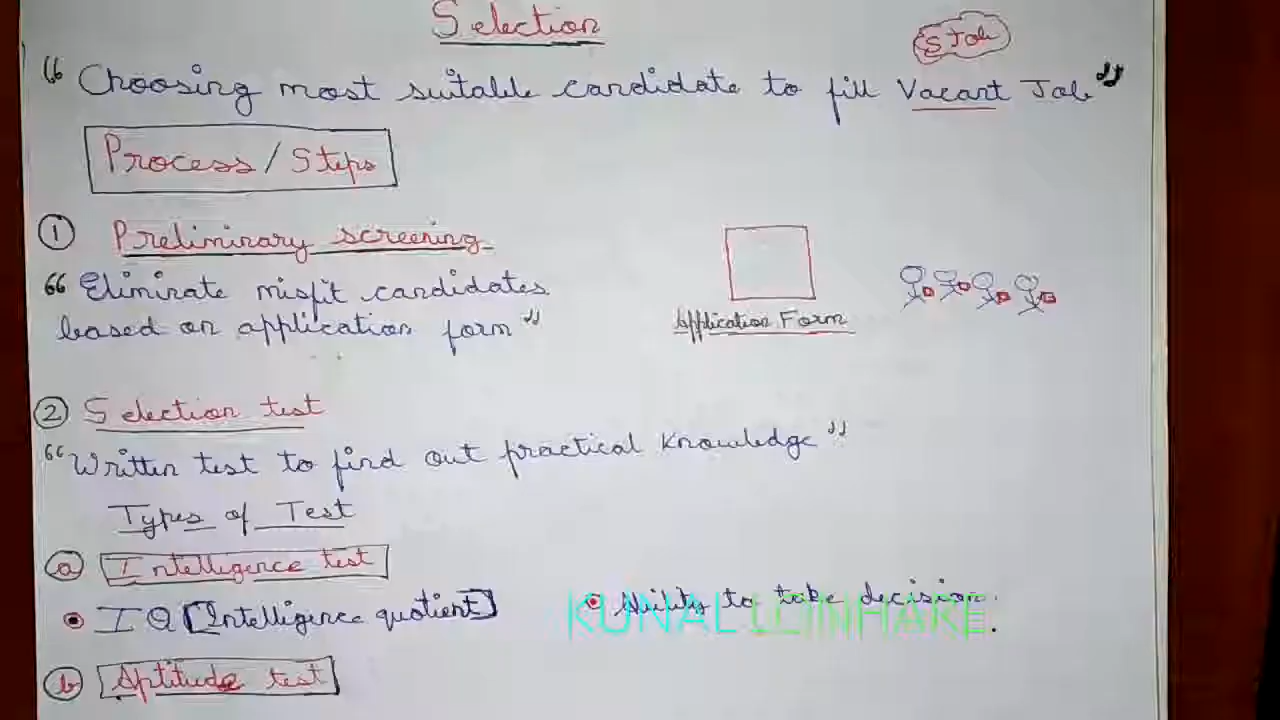 Selection
5 Job
“ Choosing most suitable candidate to fill Vacant Job ”
Process / Steps
① Preliminary screening
“ Eliminate misfit candidates
based on application form ”
Application Form
② Selection test
“ Written test to find out practical knowledge ”
Types of Test
ⓐ Intelligence test
• IQ [Intelligence quotient]
• Ability to take decision.
KUNAL LOINHARE
ⓑ Aptitude test